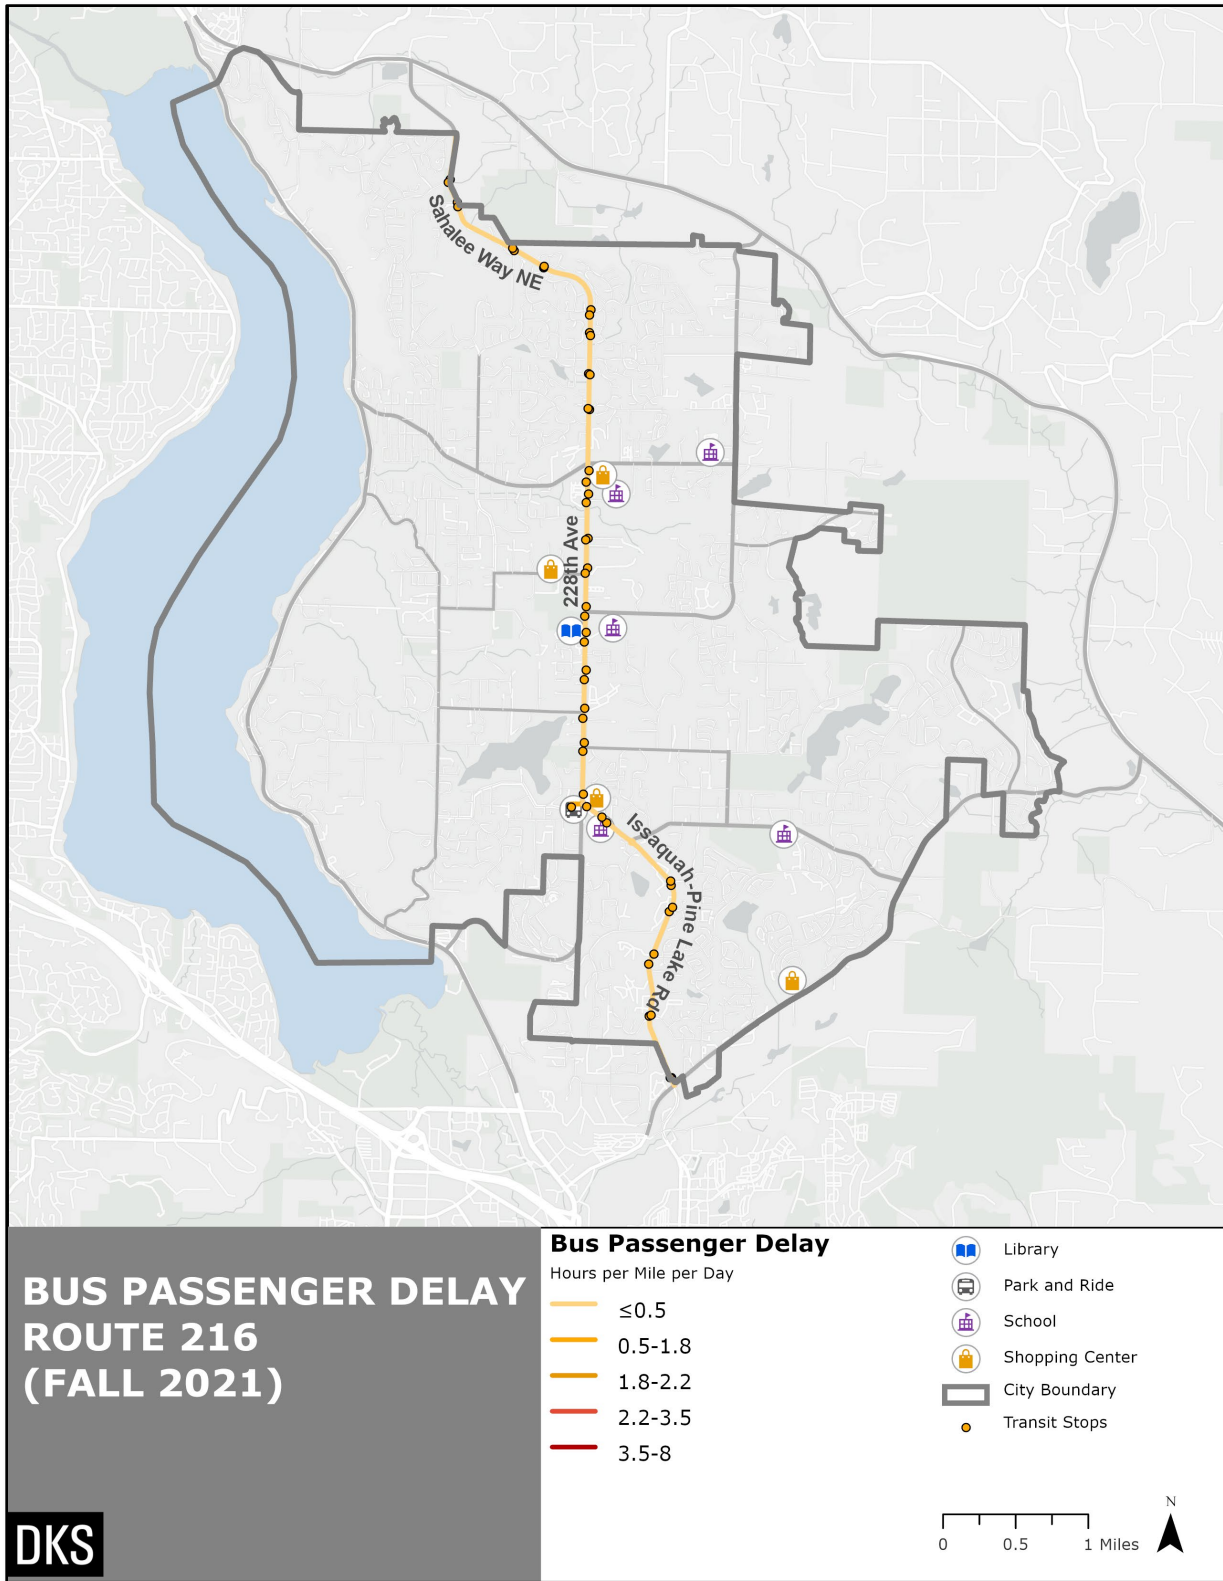 Sahalee Way NE
228th Ave
Issaquah-Pine Lake Rd
BUS PASSENGER DELAY
ROUTE 216
(FALL 2021)
DKS
Bus Passenger Delay
Hours per Mile per Day
≤0.5
0.5-1.8
1.8-2.2
2.2-3.5
3.5-8
Library
Park and Ride
School
Shopping Center
City Boundary
Transit Stops
N
0 0.5 1 Miles